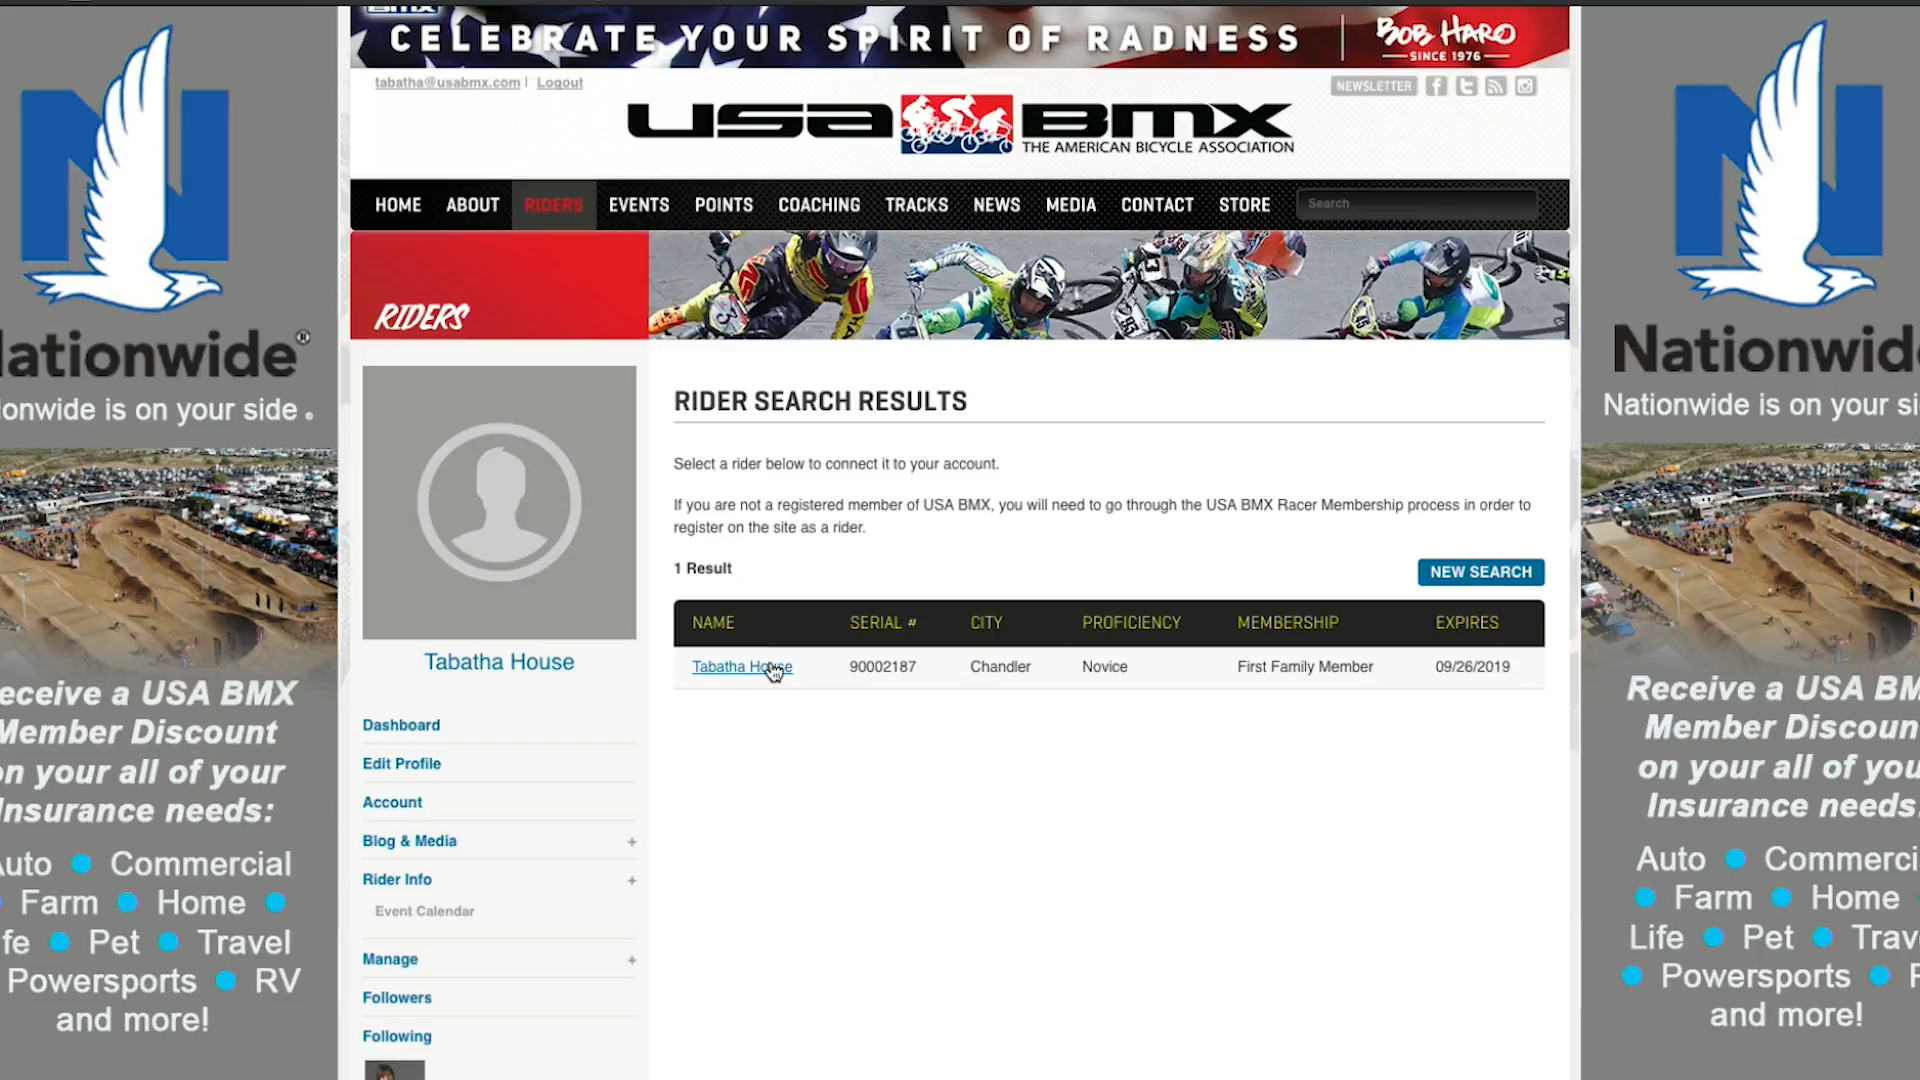 CELEBRATE YOUR SPIRIT OF RADNESS
BOB HARO
SINCE 1976
tabatha@usabmx.com | Logout
NEWSLETTER
USA BMX
THE AMERICAN BICYCLE ASSOCIATION
HOME ABOUT RIDERS EVENTS POINTS COACHING TRACKS NEWS MEDIA CONTACT STORE Search
RIDERS
RIDER SEARCH RESULTS
Select a rider below to connect it to your account.
If you are not a registered member of USA BMX, you will need to go through the USA BMX Racer Membership process in order to
register on the site as a rider.
1 Result
NEW SEARCH
NAME SERIAL # CITY PROFICIENCY MEMBERSHIP EXPIRES
Tabatha House 90002187 Chandler Novice First Family Member 09/26/2019
Tabatha House
Dashboard
Edit Profile
Account
Blog & Media +
Rider Info +
Event Calendar
Manage +
Followers
Following
N
ationwide®
onwide is on your side.
eceive a USA BMX
Member Discount
on your all of your
Insurance needs:
Auto • Commercial
• Farm • Home •
ife • Pet • Travel
Powersports • RV
and more!
N
Nationwide
Nationwide is on your si
Receive a USA BM
Member Discoun
on your all of you
Insurance needs
Auto • Commerci
• Farm • Home
Life • Pet • Trav
• Powersports •
and more!